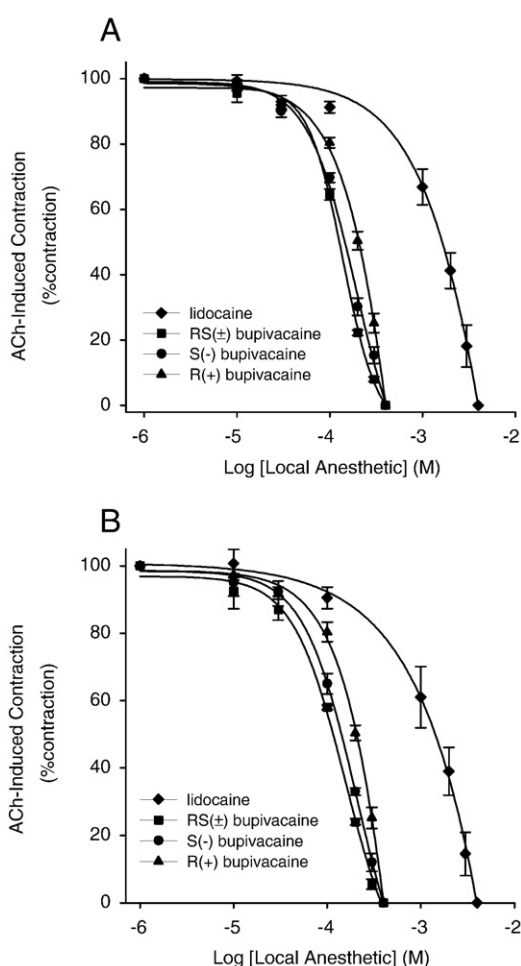 A
ACh-Induced Contraction
(%contraction)
100
80
60
40
20
0
lidocaine
RS(±) bupivacaine
S(-) bupivacaine
R(+) bupivacaine
-6
-5
-4
-3
-2
Log [Local Anesthetic] (M)
B
ACh-Induced Contraction
(%contraction)
100
80
60
40
20
0
lidocaine
RS(±) bupivacaine
S(-) bupivacaine
R(+) bupivacaine
-6
-5
-4
-3
-2
Log [Local Anesthetic] (M)